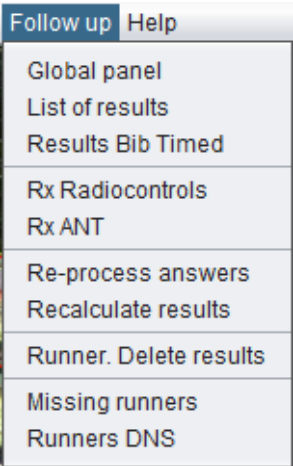 Follow up Help
Global panel
List of results
Results Bib Timed
Rx Radiocontrols
Rx ANT
Re-process answers
Recalculate results
Runner. Delete results
Missing runners
Runners DNS